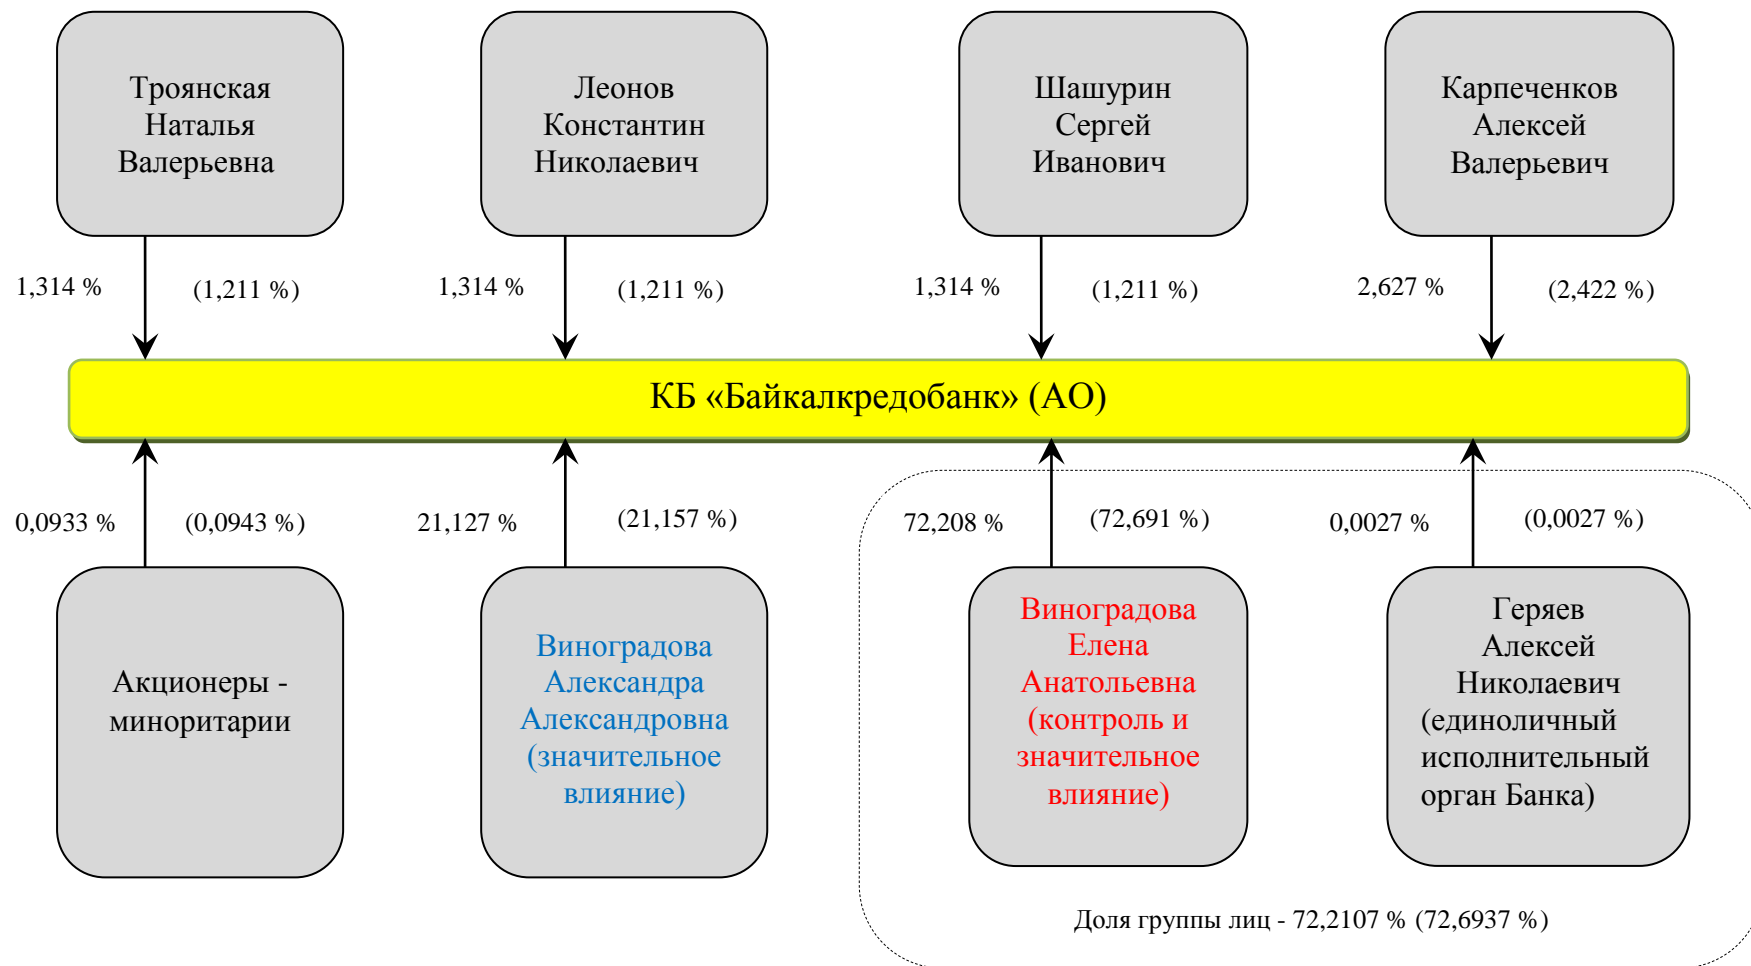 Троянская
Наталья
Валерьевна
Леонов
Константин
Николаевич
Шашурин
Сергей
Иванович
Карпеченков
Алексей
Валерьевич
1,314 %
(1,211 %)
1,314 %
(1,211 %)
1,314 %
(1,211 %)
2,627 %
(2,422 %)
КБ «Байкалкредобанк» (АО)
0,0933 %
(0,0943 %)
21,127 %
(21,157 %)
72,208 %
(72,691 %)
0,0027 %
(0,0027 %)
Акционеры -
миноритарии
Виноградова
Александра
Александровна
(значительное
влияние)
Виноградова
Елена
Анатольевна
(контроль и
значительное
влияние)
Геряев
Алексей
Николаевич
(единоличный
исполнительный
орган Банка)
Доля группы лиц - 72,2107 % (72,6937 %)